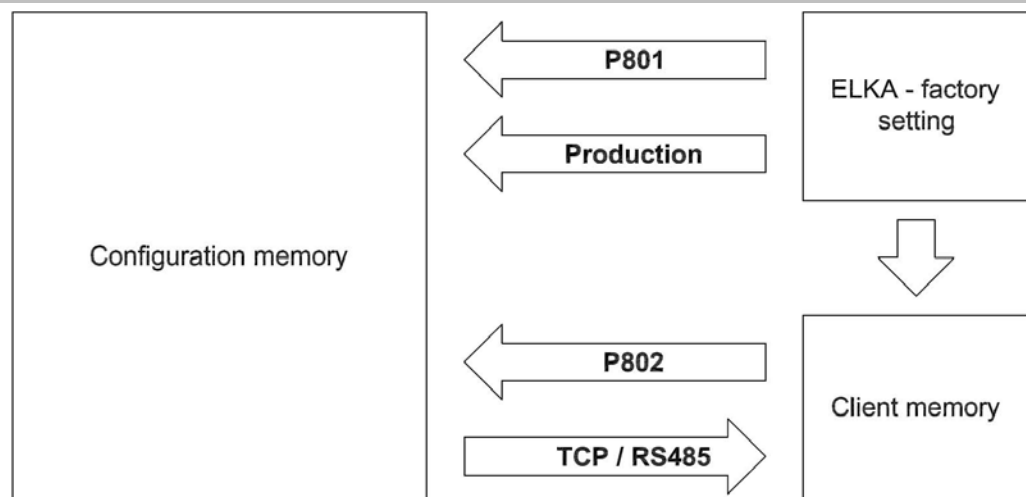 P801
ELKA - factory
setting
Production
Configuration memory
P802
Client memory
TCP / RS485